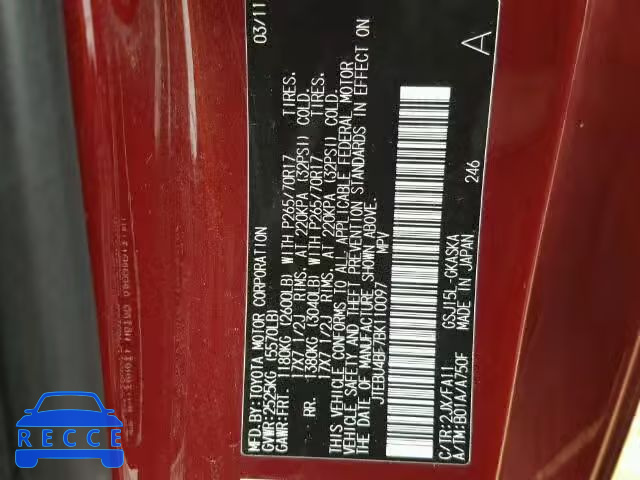 MFD.BY:TOYOTA MOTOR CORPORATION 03/11
GVWR:2525KG (5570LB)
GAWR:FRT. 1180KG (2600LB) WITH P265/70R17 TIRES.
17X7 1/2J RIMS. AT 220KPA (32PSI) COLD.
RR. 1380KG (3040LB) WITH P265/70R17 TIRES.
17X7 1/2J RIMS. AT 220KPA (32PSI) COLD.
THIS VEHICLE CONFORMS TO ALL APPLICABLE FEDERAL MOTOR
VEHICLE SAFETY AND THEFT PREVENTION STANDARDS IN EFFECT ON
THE DATE OF MANUFACTURE SHOWN ABOVE.
JTEBU4BF7BK110097 MPV
A
246
C/TR:2JX/FA11 GSJ15L-GKASKA
A/TM:B01A/A750F MADE IN JAPAN
RECCE